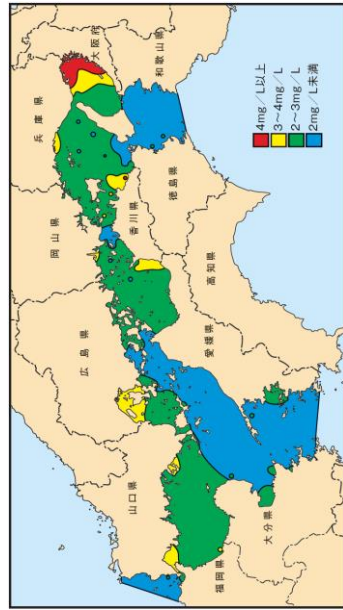 兵庫県
大阪府
和歌山県
岡山県
香川県
徳島県
広島県
愛媛県
高知県
山口県
福岡県
大分県
4mg/L以上
3~4mg/L
2~3mg/L
2mg/L未満